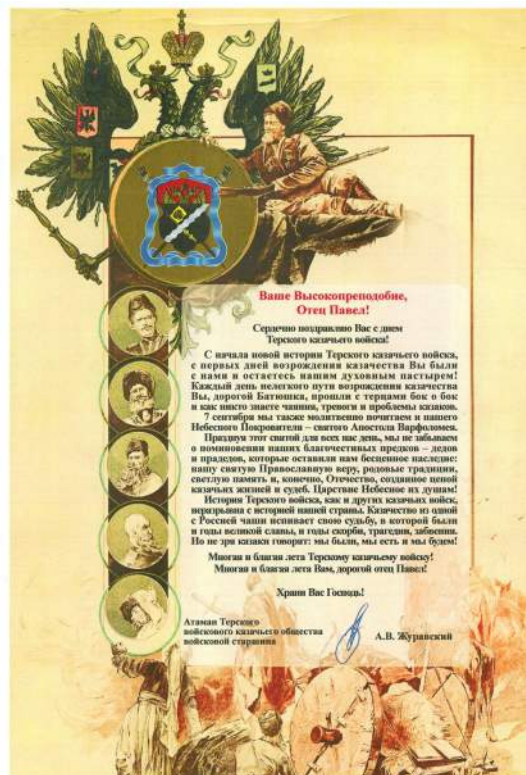 Ваше Высокопреподобие,
Отец Павел!
Сердечно поздравляю Вас с днем
Терского казачьего войска!
С начала новой истории Терского казачьего войска,
с первых дней возрождения казачества Вы были
с нами и остаетесь нашим духовным пастырем!
Каждый день нелегкого пути возрождения казачества
Вы, дорогой Батюшка, прошли с терцами бок о бок
и как никто знаете чаяния, тревоги и проблемы казаков.
7 сентября мы также молитвенно почитаем и нашего
Небесного Покровителя – святого Апостола Варфоломея.
Празднуя этот святой для всех нас день, мы не забываем
о поминовении наших благочестивых предков – дедов
и прадедов, которые оставили нам бесценное наследие:
нашу святую Православную веру, родовые традиции,
светлую память и, конечно, Отечество, созданное ценой
казачьих жизней и судеб. Царствие Небесное их душам!
История Терского войска, как и других казачьих войск,
неразрывна с историей нашей страны. Казачество из одной
с Россией чаши испивает свою судьбу, в которой были
и годы великой славы, и годы скорби, трагедии, забвения.
Но не зря казаки говорят: мы были, мы есть и мы будем!
Многая и благая лета Терскому казачьему войску!
Многая и благая лета Вам, дорогой отец Павел!
Храни Вас Господь!
Атаман Терского
войскового казачьего общества
войсковой старшина
А.В. Журавский